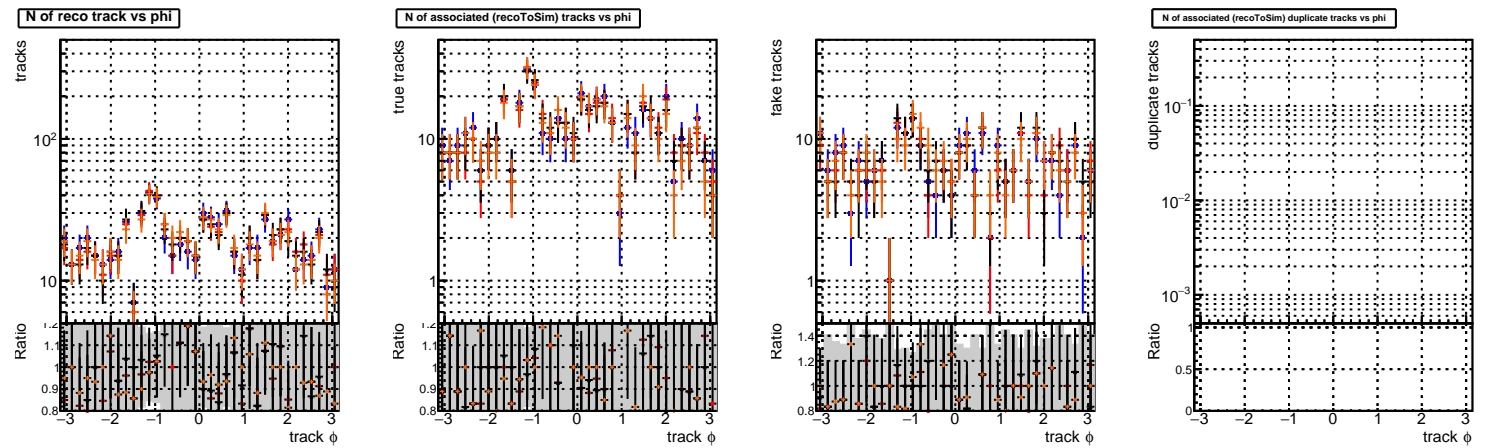 N of reco track vs phi
tracks
10²
10
Ratio
1.2
1.1
1
0.9
0.8
−3 −2 −1 0 1 2 3
track ϕ
N of associated (recoToSim) tracks vs phi
true tracks
10
1
Ratio
1.2
1.1
1
0.9
0.8
−3 −2 −1 0 1 2 3
track ϕ
fake tracks
10
1
Ratio
1.4
1.2
1
0.8
−3 −2 −1 0 1 2 3
track ϕ
N of associated (recoToSim) duplicate tracks vs phi
duplicate tracks
10⁻¹
10⁻²
10⁻³
Ratio
1
0.5
0
−3 −2 −1 0 1 2 3
track ϕ